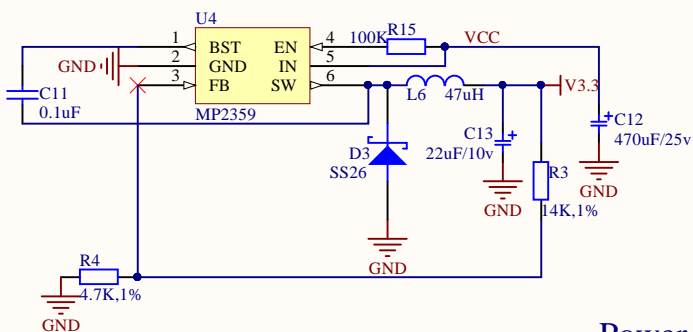 U4
1 BST EN 4 100K R15 VCC
GND 2 GND IN 5
3 FB SW 6 V3.3
C11
0.1uF
MP2359
L6 47uH
C12
470uF/25v
C13
22uF/10v
D3
SS26
R3
14K,1%
GND
GND
GND
R4
4.7K,1%
GND
Power